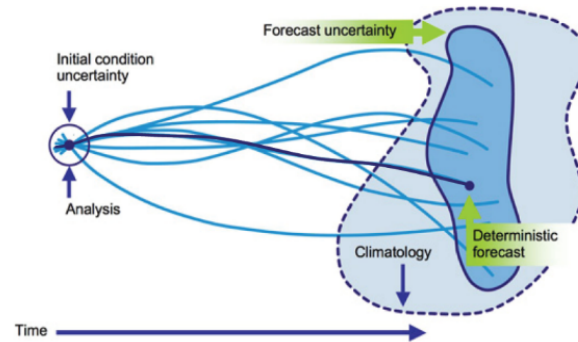 Forecast uncertainty
Initial condition
uncertainty
Analysis
Climatology
Deterministic
forecast
Time